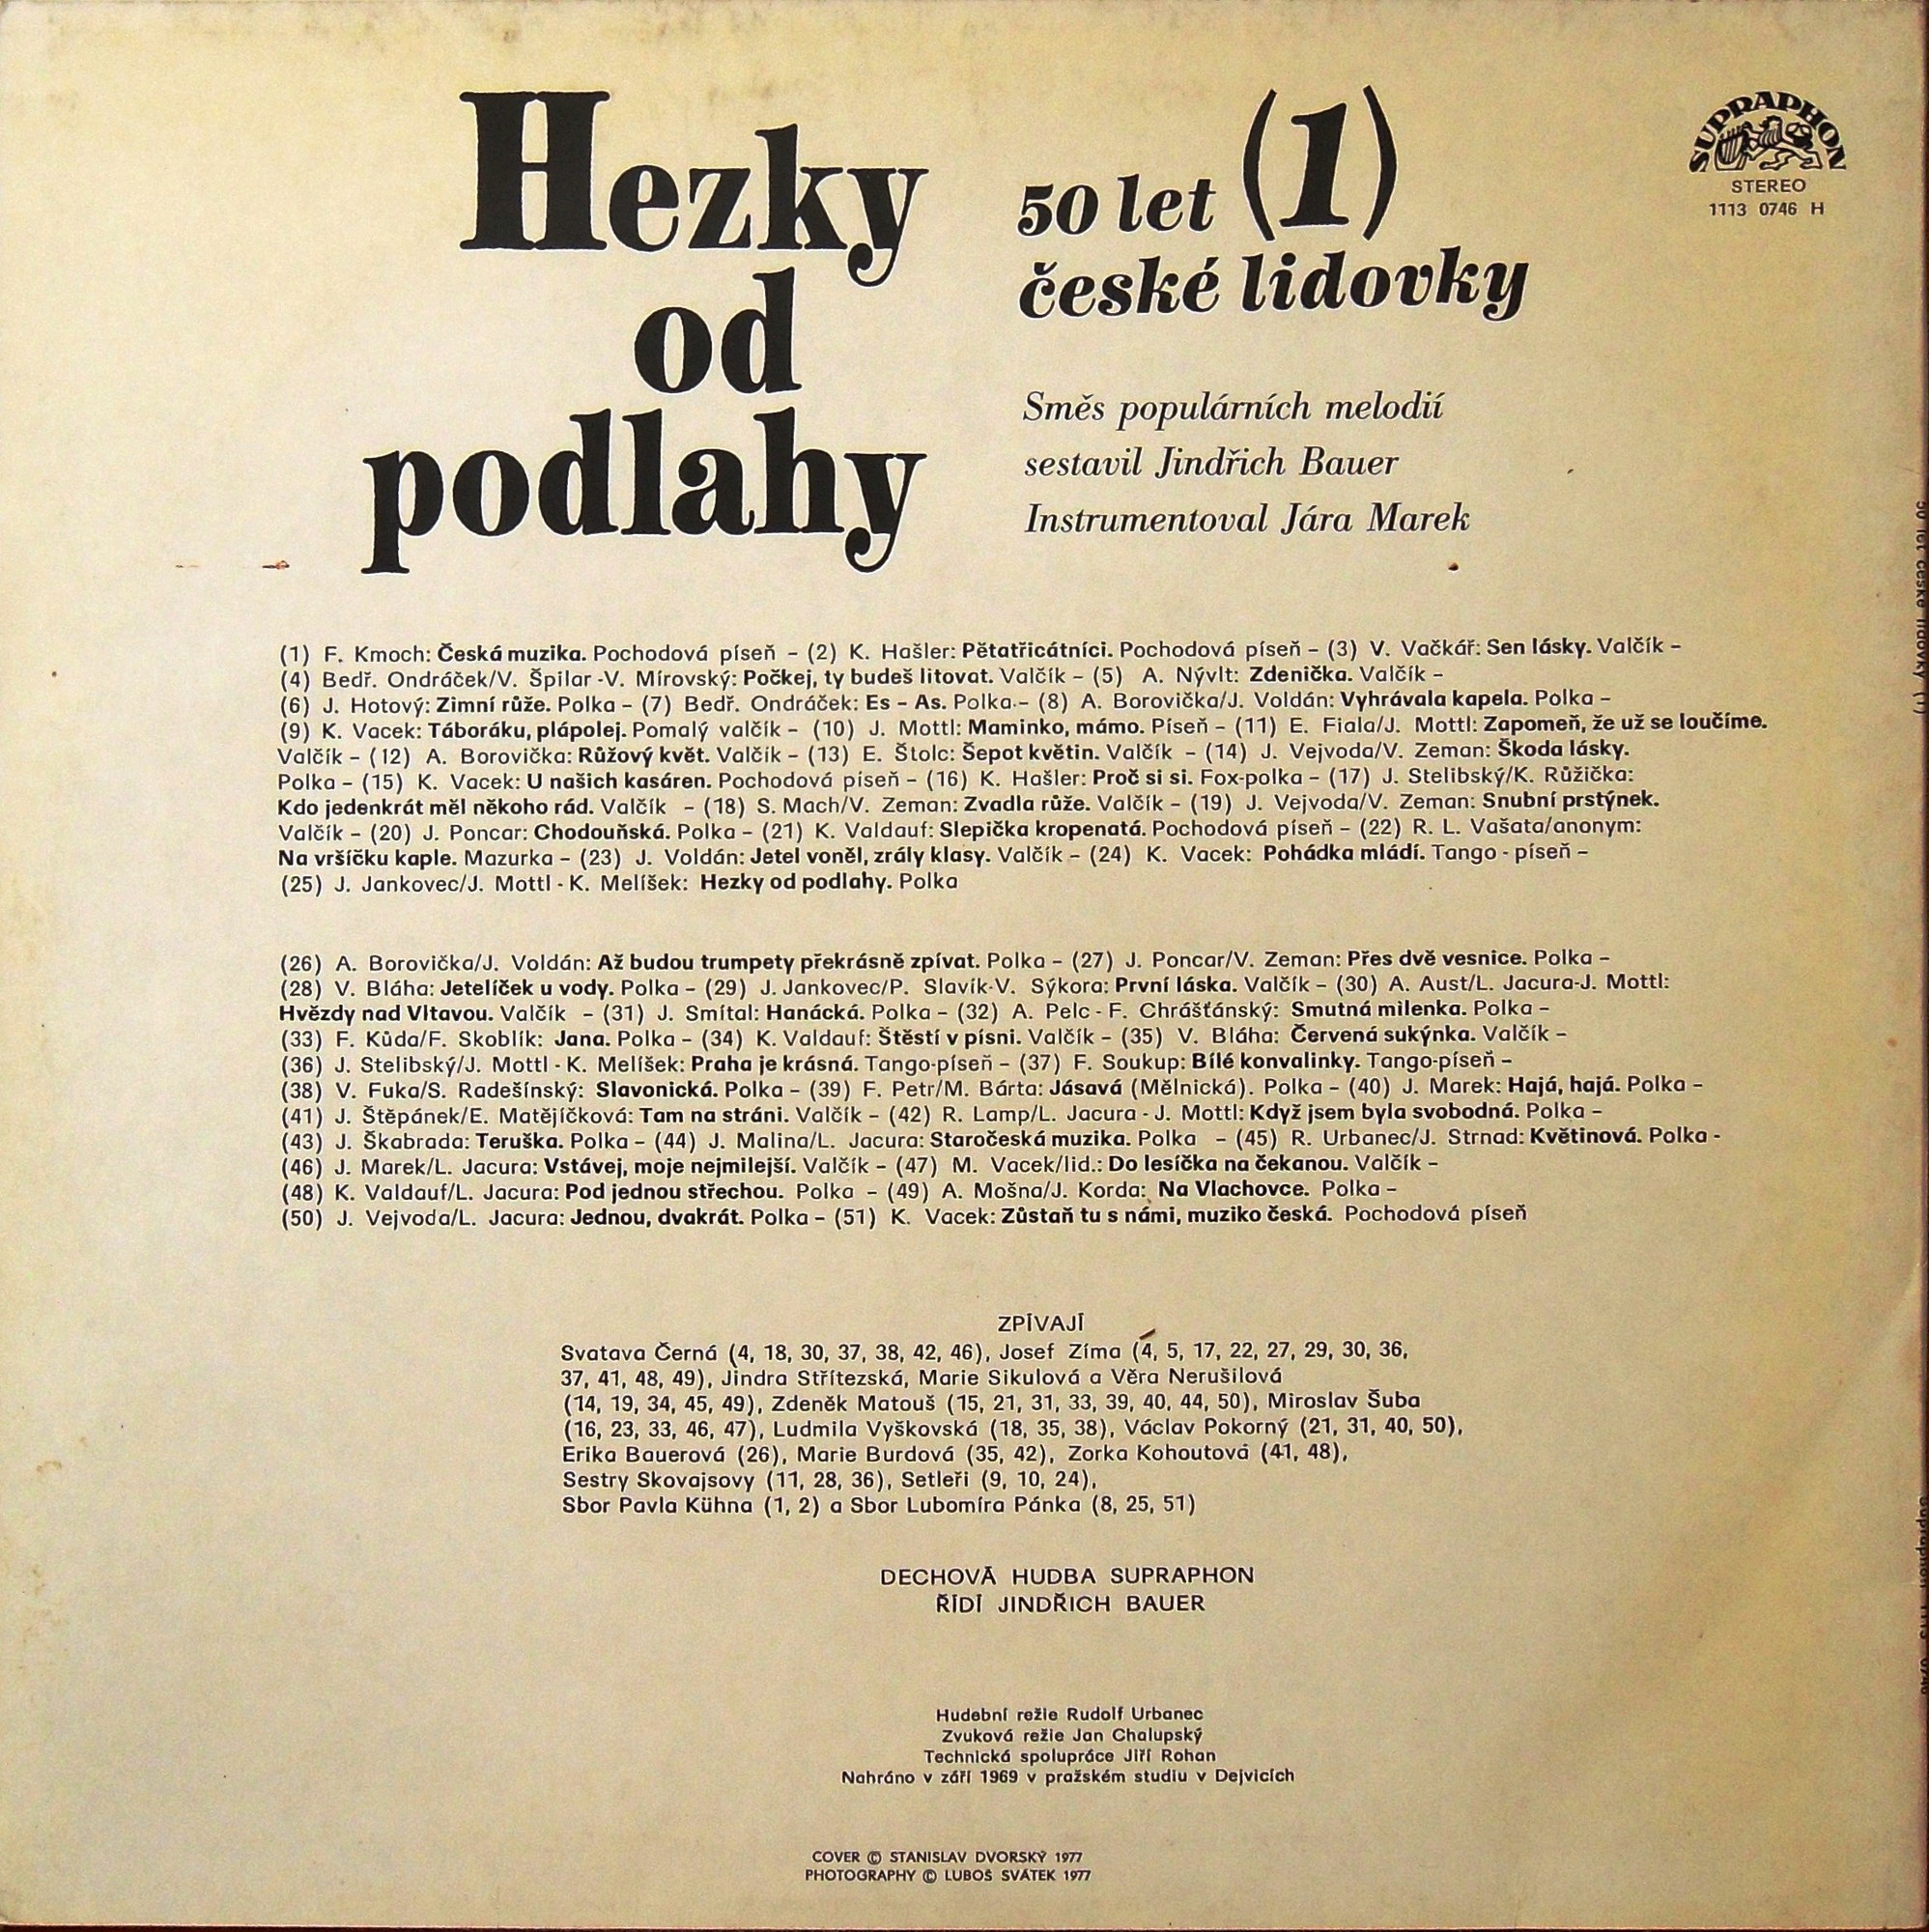 Hezky
od
podlahy
50 let (1)
české lidovky
SUPRAPHON
STEREO
1113 0746 H
Směs populárních melodií
sestavil Jindřich Bauer
Instrumentoval Jára Marek
(1) F. Kmoch: Česká muzika. Pochodová píseň – (2) K. Hašler: Pětatřicátníci. Pochodová píseň – (3) V. Vačkář: Sen lásky. Valčík –
(4) Bedř. Ondráček/V. Špilar -V. Mírovský: Počkej, ty budeš litovat. Valčík – (5) A. Nývlt: Zdenička. Valčík –
(6) J. Hotový: Zimní růže. Polka – (7) Bedř. Ondráček: Es – As. Polka – (8) A. Borovička/J. Voldán: Vyhrávala kapela. Polka –
(9) K. Vacek: Táboráku, plápolej. Pomalý valčík – (10) J. Mottl: Maminko, mámo. Píseň – (11) E. Fiala/J. Mottl: Zapomeň, že už se loučíme.
Valčík – (12) A. Borovička: Růžový květ. Valčík – (13) E. Štolc: Šepot květin. Valčík – (14) J. Vejvoda/V. Zeman: Škoda lásky.
Polka – (15) K. Vacek: U našich kasáren. Pochodová píseň – (16) K. Hašler: Proč si si. Fox-polka – (17) J. Stelibský/K. Růžička:
Kdo jedenkrát měl někoho rád. Valčík – (18) S. Mach/V. Zeman: Zvadla růže. Valčík – (19) J. Vejvoda/V. Zeman: Snubní prstýnek.
Valčík – (20) J. Poncar: Chodouňská. Polka – (21) K. Valdauf: Slepička kropenatá. Pochodová píseň – (22) R. L. Vašata/anonym:
Na vršíčku kaple. Mazurka – (23) J. Voldán: Jetel voněl, zrály klasy. Valčík – (24) K. Vacek: Pohádka mládí. Tango - píseň –
(25) J. Jankovec/J. Mottl - K. Melíšek: Hezky od podlahy. Polka
(26) A. Borovička/J. Voldán: Až budou trumpety překrásně zpívat. Polka – (27) J. Poncar/V. Zeman: Přes dvě vesnice. Polka –
(28) V. Bláha: Jetelíček u vody. Polka – (29) J. Jankovec/P. Slavík-V. Sýkora: První láska. Valčík – (30) A. Aust/L. Jacura-J. Mottl:
Hvězdy nad Vltavou. Valčík – (31) J. Smítal: Hanácká. Polka – (32) A. Pelc - F. Chrášťánský: Smutná milenka. Polka –
(33) F. Kůda/F. Skoblík: Jana. Polka – (34) K. Valdauf: Štěstí v písni. Valčík – (35) V. Bláha: Červená sukýnka. Valčík –
(36) J. Stelibský/J. Mottl - K. Melíšek: Praha je krásná. Tango-píseň – (37) F. Soukup: Bílé konvalinky. Tango-píseň –
(38) V. Fuka/S. Radešínský: Slavonická. Polka – (39) F. Petr/M. Bárta: Jásavá (Mělnická). Polka – (40) J. Marek: Hajá, hajá. Polka –
(41) J. Štěpánek/E. Matějíčková: Tam na stráni. Valčík – (42) R. Lamp/L. Jacura - J. Mottl: Když jsem byla svobodná. Polka –
(43) J. Škabrada: Teruška. Polka – (44) J. Malina/L. Jacura: Staročeská muzika. Polka – (45) R. Urbanec/J. Strnad: Květinová. Polka -
(46) J. Marek/L. Jacura: Vstávej, moje nejmilejší. Valčík – (47) M. Vacek/lid.: Do lesíčka na čekanou. Valčík –
(48) K. Valdauf/L. Jacura: Pod jednou střechou. Polka – (49) A. Mošna/J. Korda: Na Vlachovce. Polka –
(50) J. Vejvoda/L. Jacura: Jednou, dvakrát. Polka – (51) K. Vacek: Zůstaň tu s námi, muziko česká. Pochodová píseň
ZPÍVAJÍ
Svatava Černá (4, 18, 30, 37, 38, 42, 46), Josef Zíma (4, 5, 17, 22, 27, 29, 30, 36,
37, 41, 48, 49), Jindra Střítezská, Marie Sikulová a Věra Nerušilová
(14, 19, 34, 45, 49), Zdeněk Matouš (15, 21, 31, 33, 39, 40, 44, 50), Miroslav Šuba
(16, 23, 33, 46, 47), Ludmila Vyškovská (18, 35, 38), Václav Pokorný (21, 31, 40, 50),
Erika Bauerová (26), Marie Burdová (35, 42), Zorka Kohoutová (41, 48),
Sestry Skovajsovy (11, 28, 36), Setleři (9, 10, 24),
Sbor Pavla Kühna (1, 2) a Sbor Lubomíra Pánka (8, 25, 51)
DECHOVÁ HUDBA SUPRAPHON
ŘÍDÍ JINDŘICH BAUER
Hudební režie Rudolf Urbanec
Zvuková režie Jan Chalupský
Technická spolupráce Jiří Rohan
Nahráno v září 1969 v pražském studiu v Dejvicích
COVER © STANISLAV DVORSKÝ 1977
PHOTOGRAPHY © LUBOŠ SVÁTEK 1977
50 let české lidovky (1)